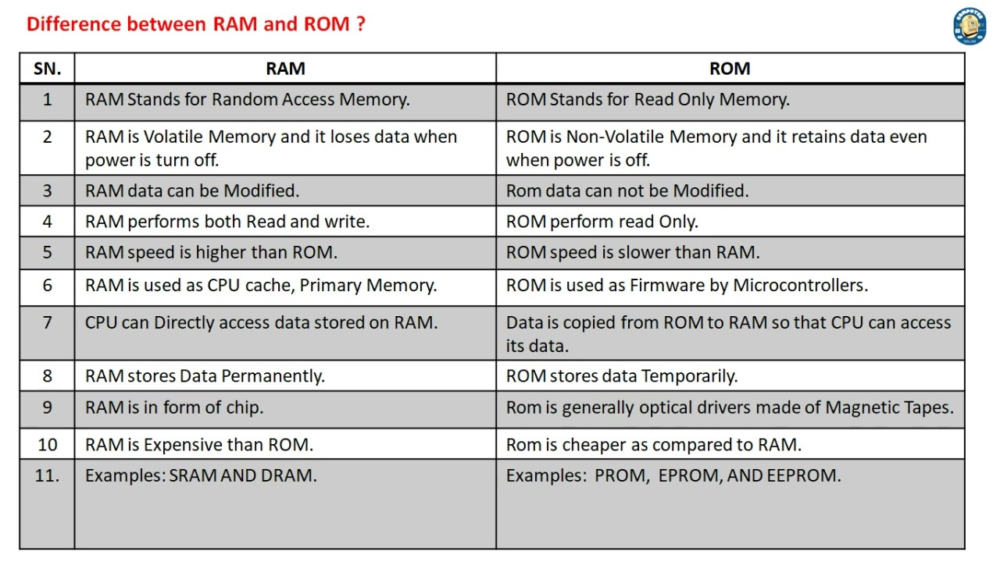 Difference between RAM and ROM ?
COMPUTER
SN. RAM ROM
1 RAM Stands for Random Access Memory. ROM Stands for Read Only Memory.
2 RAM is Volatile Memory and it loses data when ROM is Non-Volatile Memory and it retains data even
power is turn off. when power is off.
3 RAM data can be Modified. Rom data can not be Modified.
4 RAM performs both Read and write. ROM perform read Only.
5 RAM speed is higher than ROM. ROM speed is slower than RAM.
6 RAM is used as CPU cache, Primary Memory. ROM is used as Firmware by Microcontrollers.
7 CPU can Directly access data stored on RAM. Data is copied from ROM to RAM so that CPU can access
its data.
8 RAM stores Data Permanently. ROM stores data Temporarily.
9 RAM is in form of chip. Rom is generally optical drivers made of Magnetic Tapes.
10 RAM is Expensive than ROM. Rom is cheaper as compared to RAM.
11. Examples: SRAM AND DRAM. Examples: PROM, EPROM, AND EEPROM.